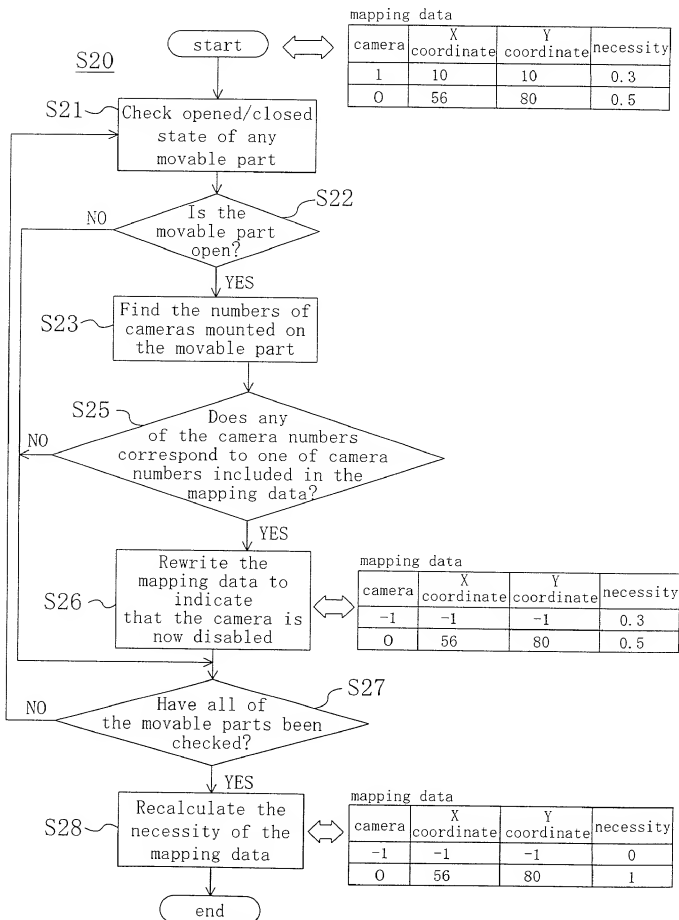 mapping data
camera X coordinate Y coordinate necessity
1 10 10 0.3
0 56 80 0.5
start
S20
S21
Check opened/closed
state of any
movable part
S22
NO
Is the
movable part
open?
YES
S23
Find the numbers of
cameras mounted on
the movable part
S25
NO
Does any
of the camera numbers
correspond to one of camera
numbers included in the
mapping data?
YES
S26
Rewrite the
mapping data to
indicate
that the camera is
now disabled
mapping data
camera X coordinate Y coordinate necessity
-1 -1 -1 0.3
0 56 80 0.5
S27
NO
Have all of
the movable parts been
checked?
YES
S28
Recalculate the
necessity of the
mapping data
mapping data
camera X coordinate Y coordinate necessity
-1 -1 -1 0
0 56 80 1
end